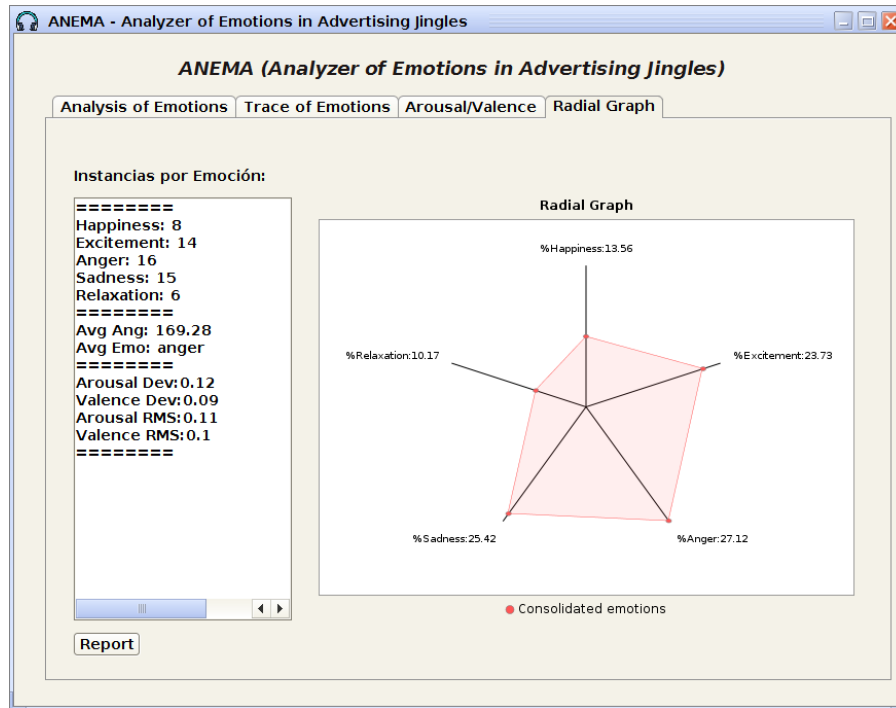 ANEMA - Analyzer of Emotions in Advertising Jingles
ANEMA (Analyzer of Emotions in Advertising Jingles)
Analysis of Emotions
Trace of Emotions
Arousal/Valence
Radial Graph
Instancias por Emoción:
========
Happiness: 8
Excitement: 14
Anger: 16
Sadness: 15
Relaxation: 6
========
Avg Ang: 169.28
Avg Emo: anger
========
Arousal Dev:0.12
Valence Dev:0.09
Arousal RMS:0.11
Valence RMS:0.1
========
Report
Radial Graph
%Happiness:13.56
%Relaxation:10.17
%Excitement:23.73
%Sadness:25.42
%Anger:27.12
Consolidated emotions